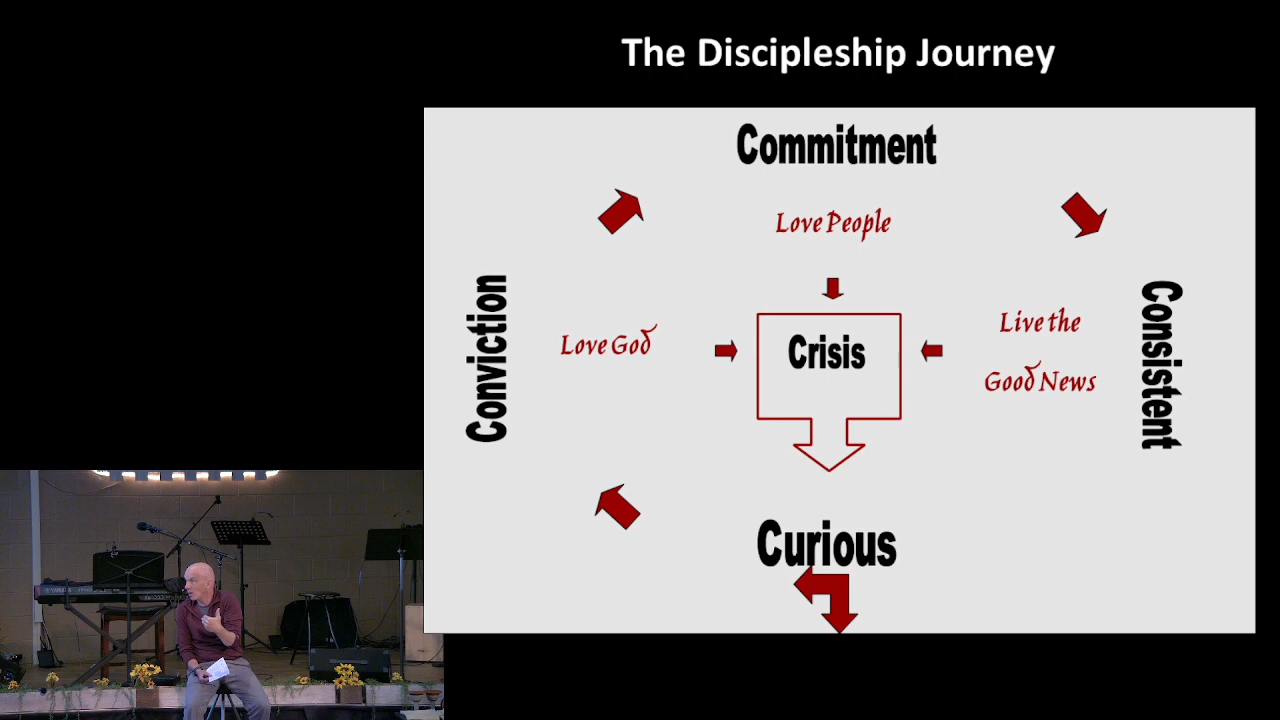 The Discipleship Journey
Commitment
Love People
Conviction
Love God
Crisis
Live the
Good News
Consistent
Curious